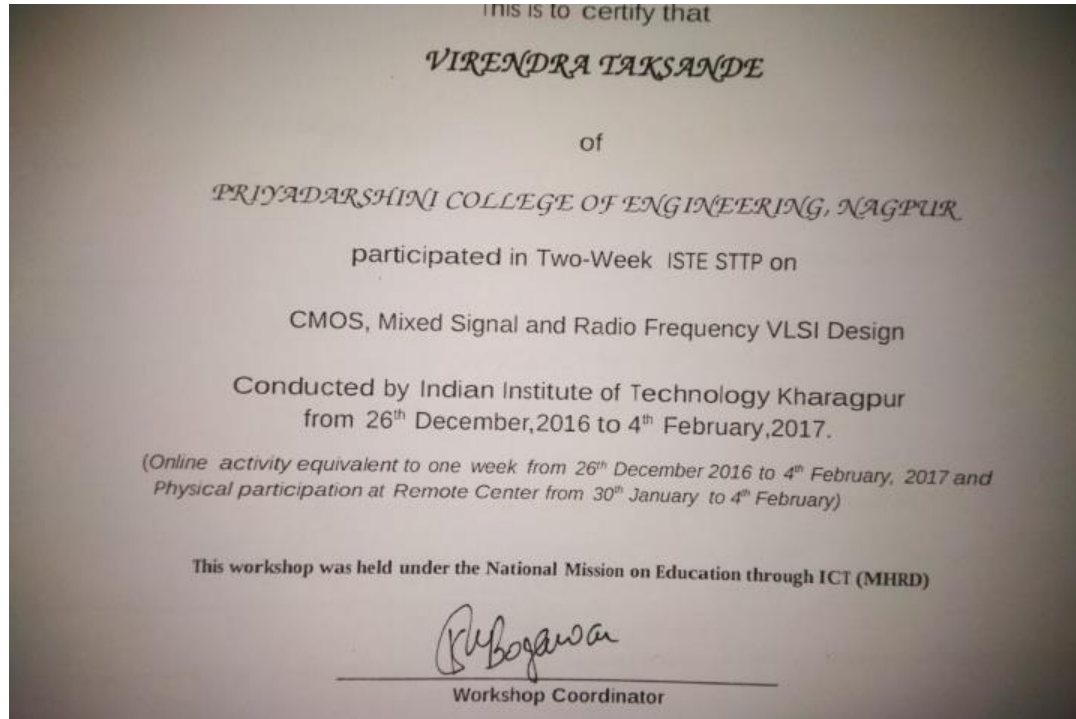 This is to certify that
VIRENDRA TAKSANDE
of
PRIYADARSHINI COLLEGE OF ENGINEERING, NAGPUR
participated in Two-Week ISTE STTP on
CMOS, Mixed Signal and Radio Frequency VLSI Design
Conducted by Indian Institute of Technology Kharagpur
from 26th December,2016 to 4th February,2017.
(Online activity equivalent to one week from 26th December 2016 to 4th February, 2017 and
Physical participation at Remote Center from 30th January to 4th February)
This workshop was held under the National Mission on Education through ICT (MHRD)
Workshop Coordinator